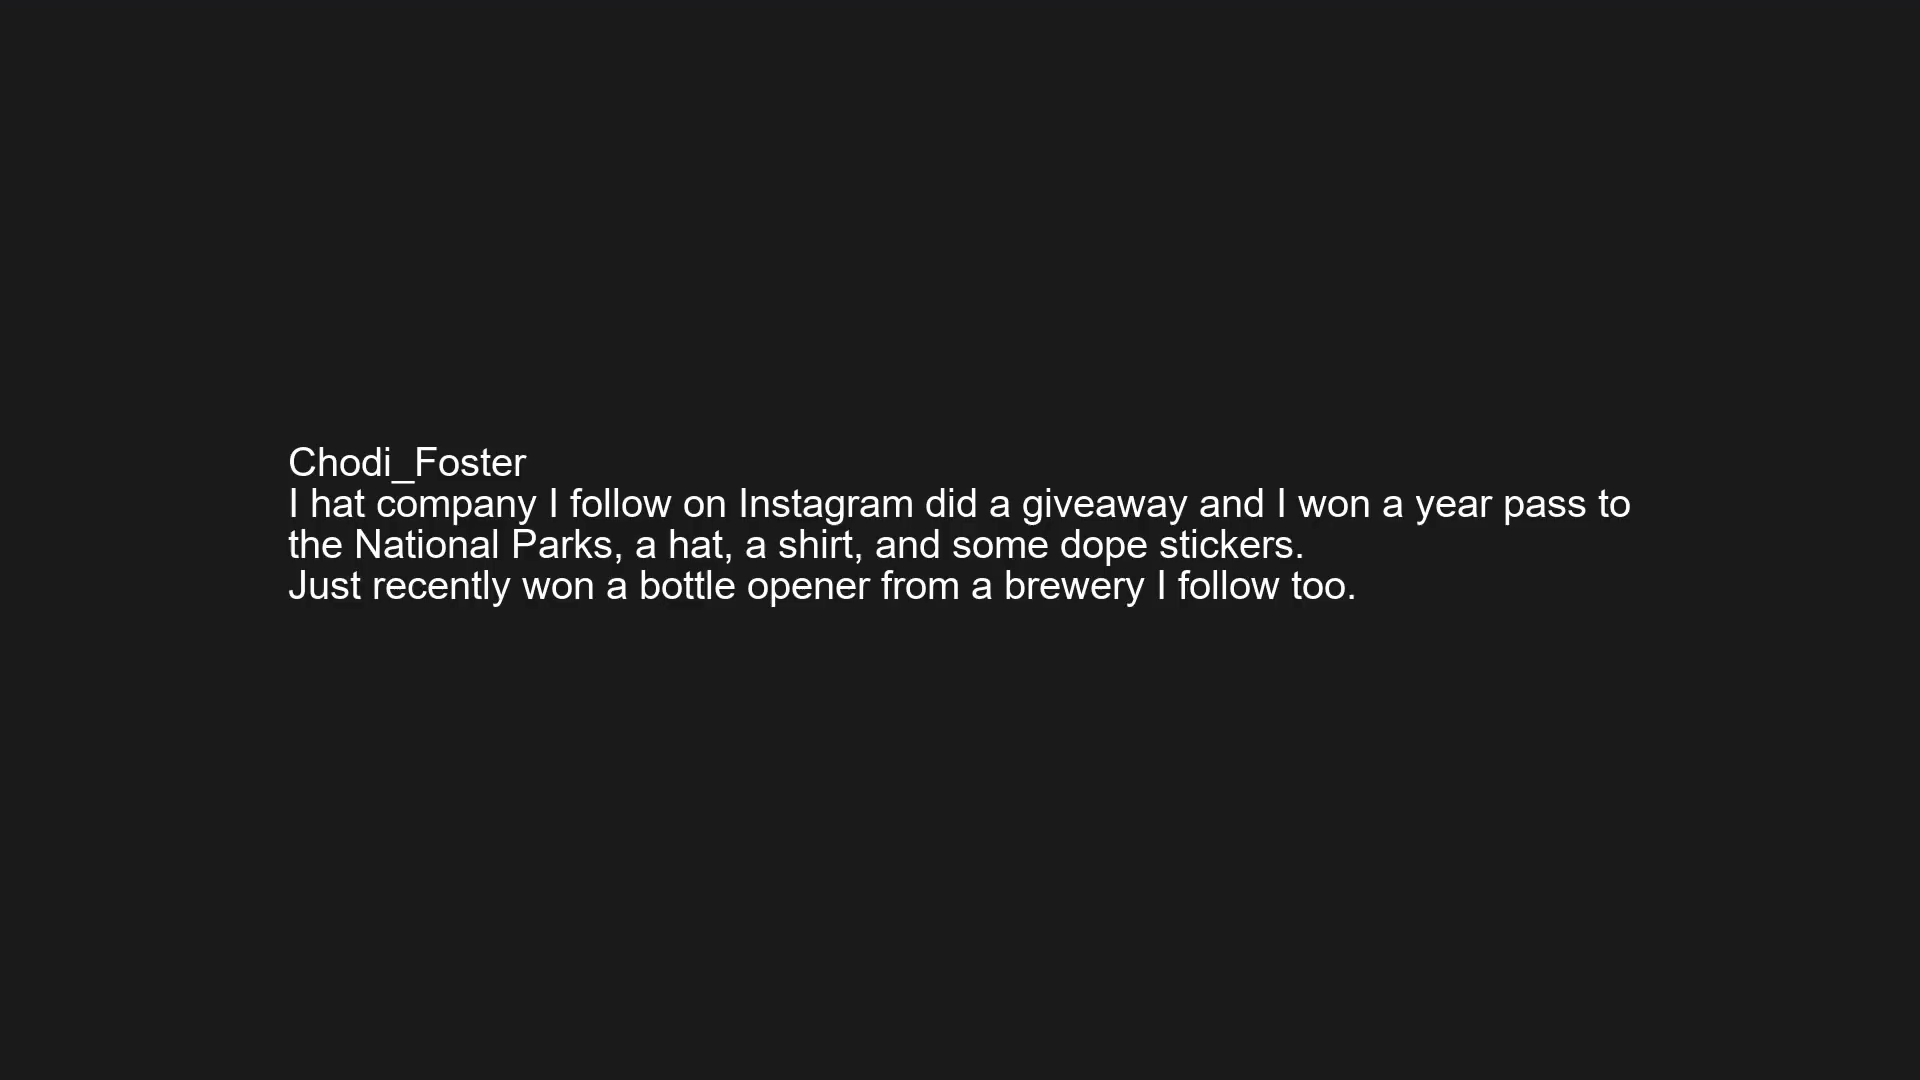 Chodi_Foster
I hat company I follow on Instagram did a giveaway and I won a year pass to
the National Parks, a hat, a shirt, and some dope stickers.
Just recently won a bottle opener from a brewery I follow too.